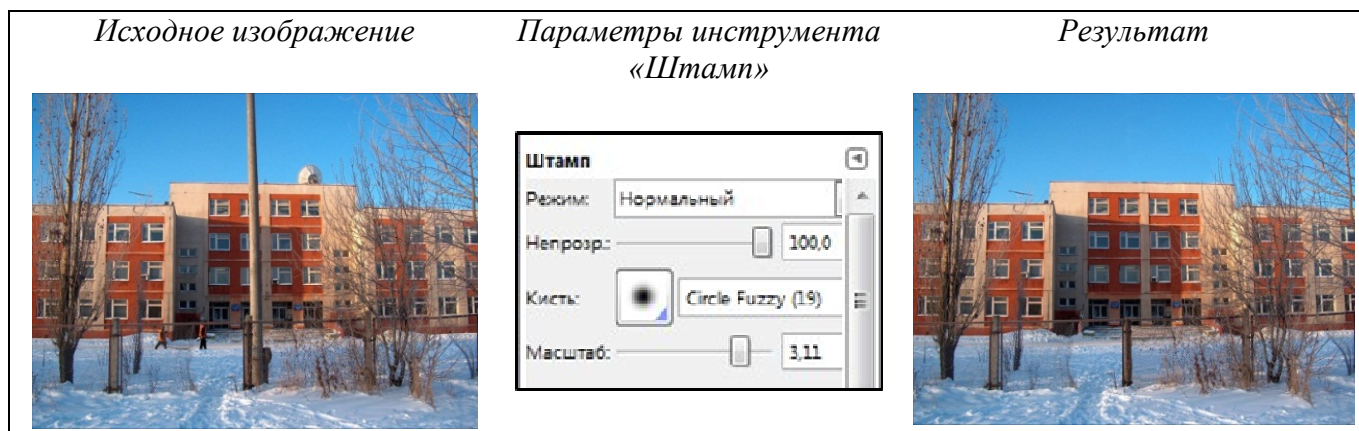 Исходное изображение
Параметры инструмента
«Штамп»
Результат
Штамп
Режим: Нормальный
Непрозр.: 100,0
Кисть: Circle Fuzzy (19)
Масштаб: 3,11